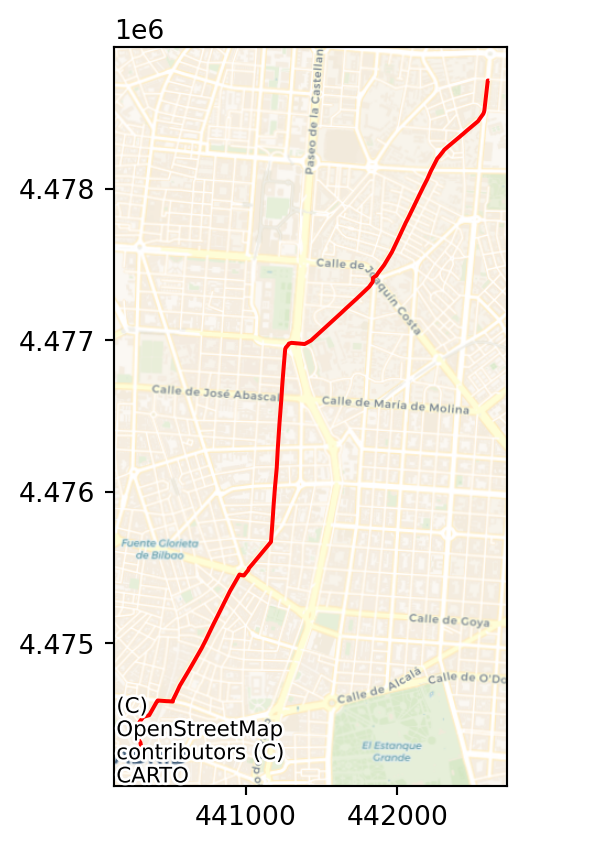 1e6
Paseo de la Castellan
4.478
Calle de Joaquín Costa
4.477
Calle de José Abascal
Calle de María de Molina
4.476
Fuente Glorieta
de Bilbao
4.475
Calle de Goya
Calle de Alcalá
Calle de O'Do
(C)
OpenStreetMap
El Estanque
Grande
contributors (C)
CARTO
441000
442000